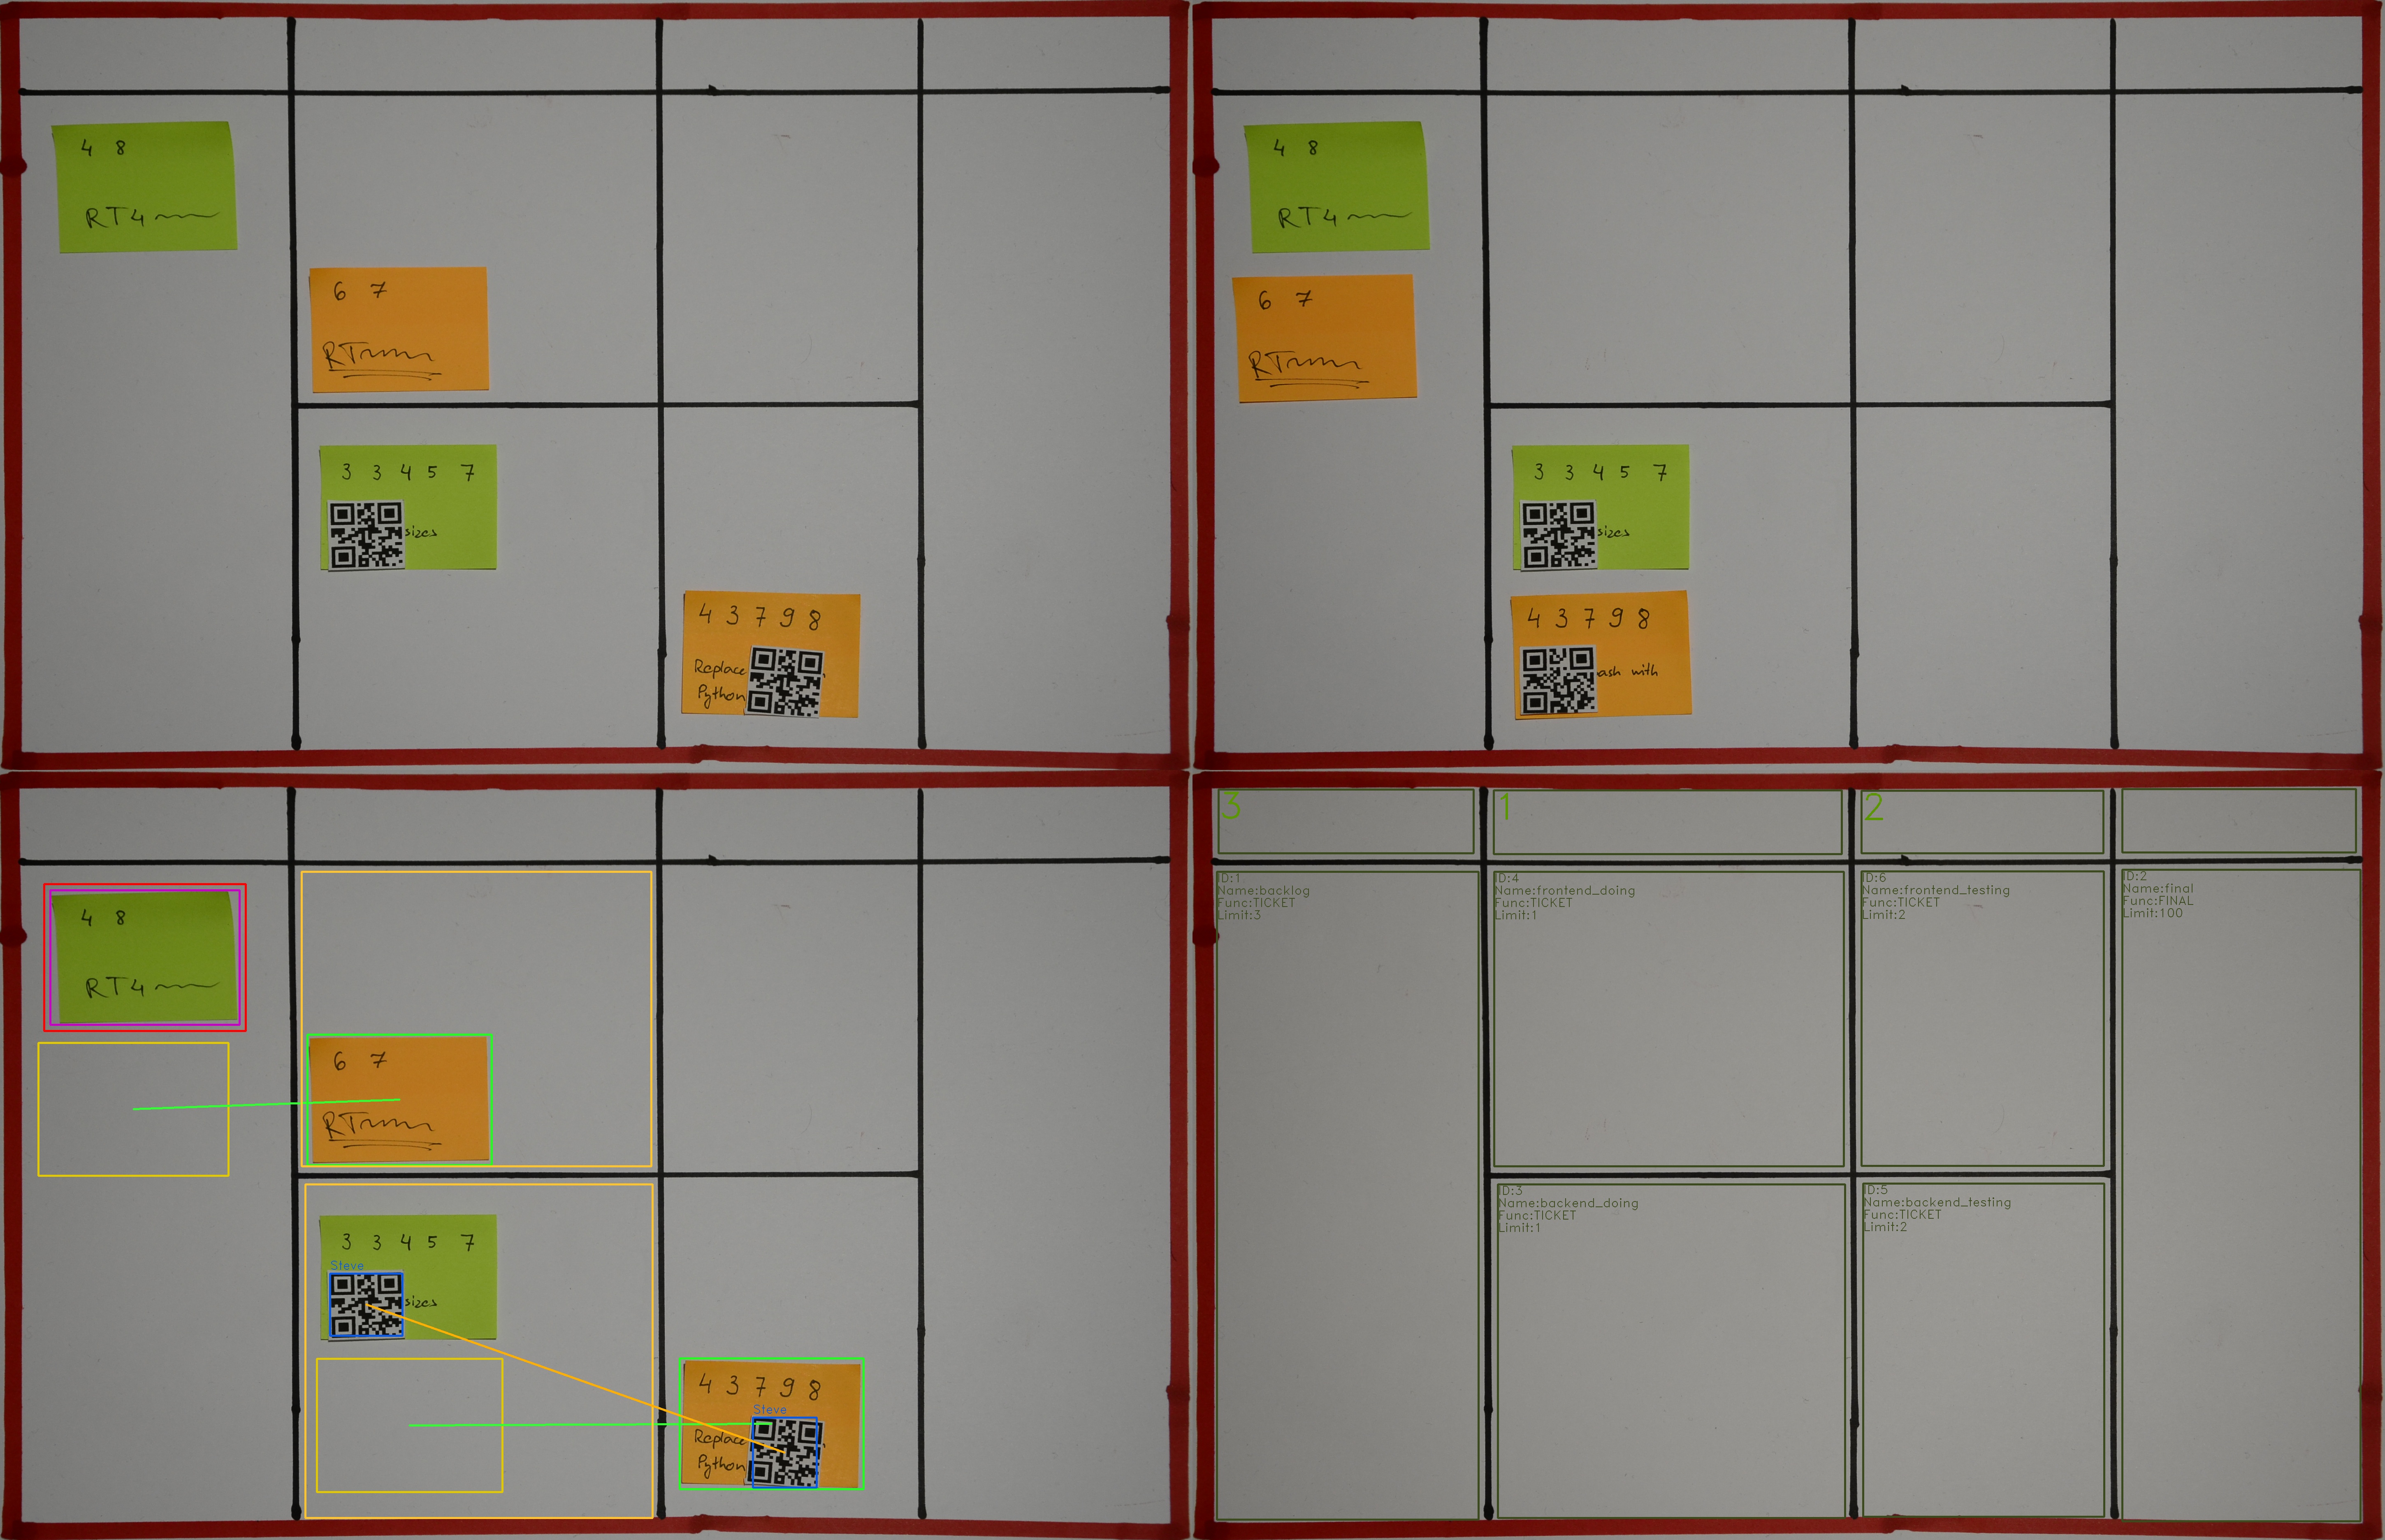 4 8
RT4
6 7
RT
3 3 4 5 7
sizes
4 3 7 9 8
Replace
Python
4 8
RT4
6 7
RT
3 3 4 5 7
sizes
4 3 7 9 8
ash with
4 8
RT4
6 7
RT
3 3 4 5 7
Steve
sizes
4 3 7 9 8
Steve
Replace
Python
3
1
2
ID:1
Name:backlog
Func:TICKET
Limit:3
ID:4
Name:frontend_doing
Func:TICKET
Limit:1
ID:6
Name:frontend_testing
Func:TICKET
Limit:2
ID:2
Name:final
Func:FINAL
Limit:100
ID:3
Name:backend_doing
Func:TICKET
Limit:1
ID:5
Name:backend_testing
Func:TICKET
Limit:2